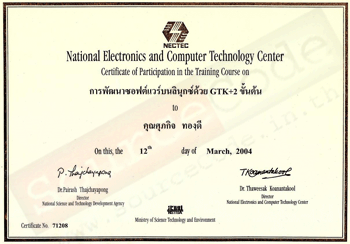 NECTEC
National Electronics and Computer Technology Center
Certificate of Participation in the Training Course on
การพัฒนาซอฟต์แวร์บนลินุกซ์ด้วย GTK+2 ขั้นต้น
to
คุณศุภกิจ ทองดี
On this, the 12th day of March, 2004
P. Thajchayapong
Dr.Pairash Thajchayapong
Director
National Science and Technology Development Agency
T.Koanantakool
Dr. Thaweesak Koanantakool
Director
National Electronics and Computer Technology Center
Ministry of Science Technology and Environment
Certificate No. 71208